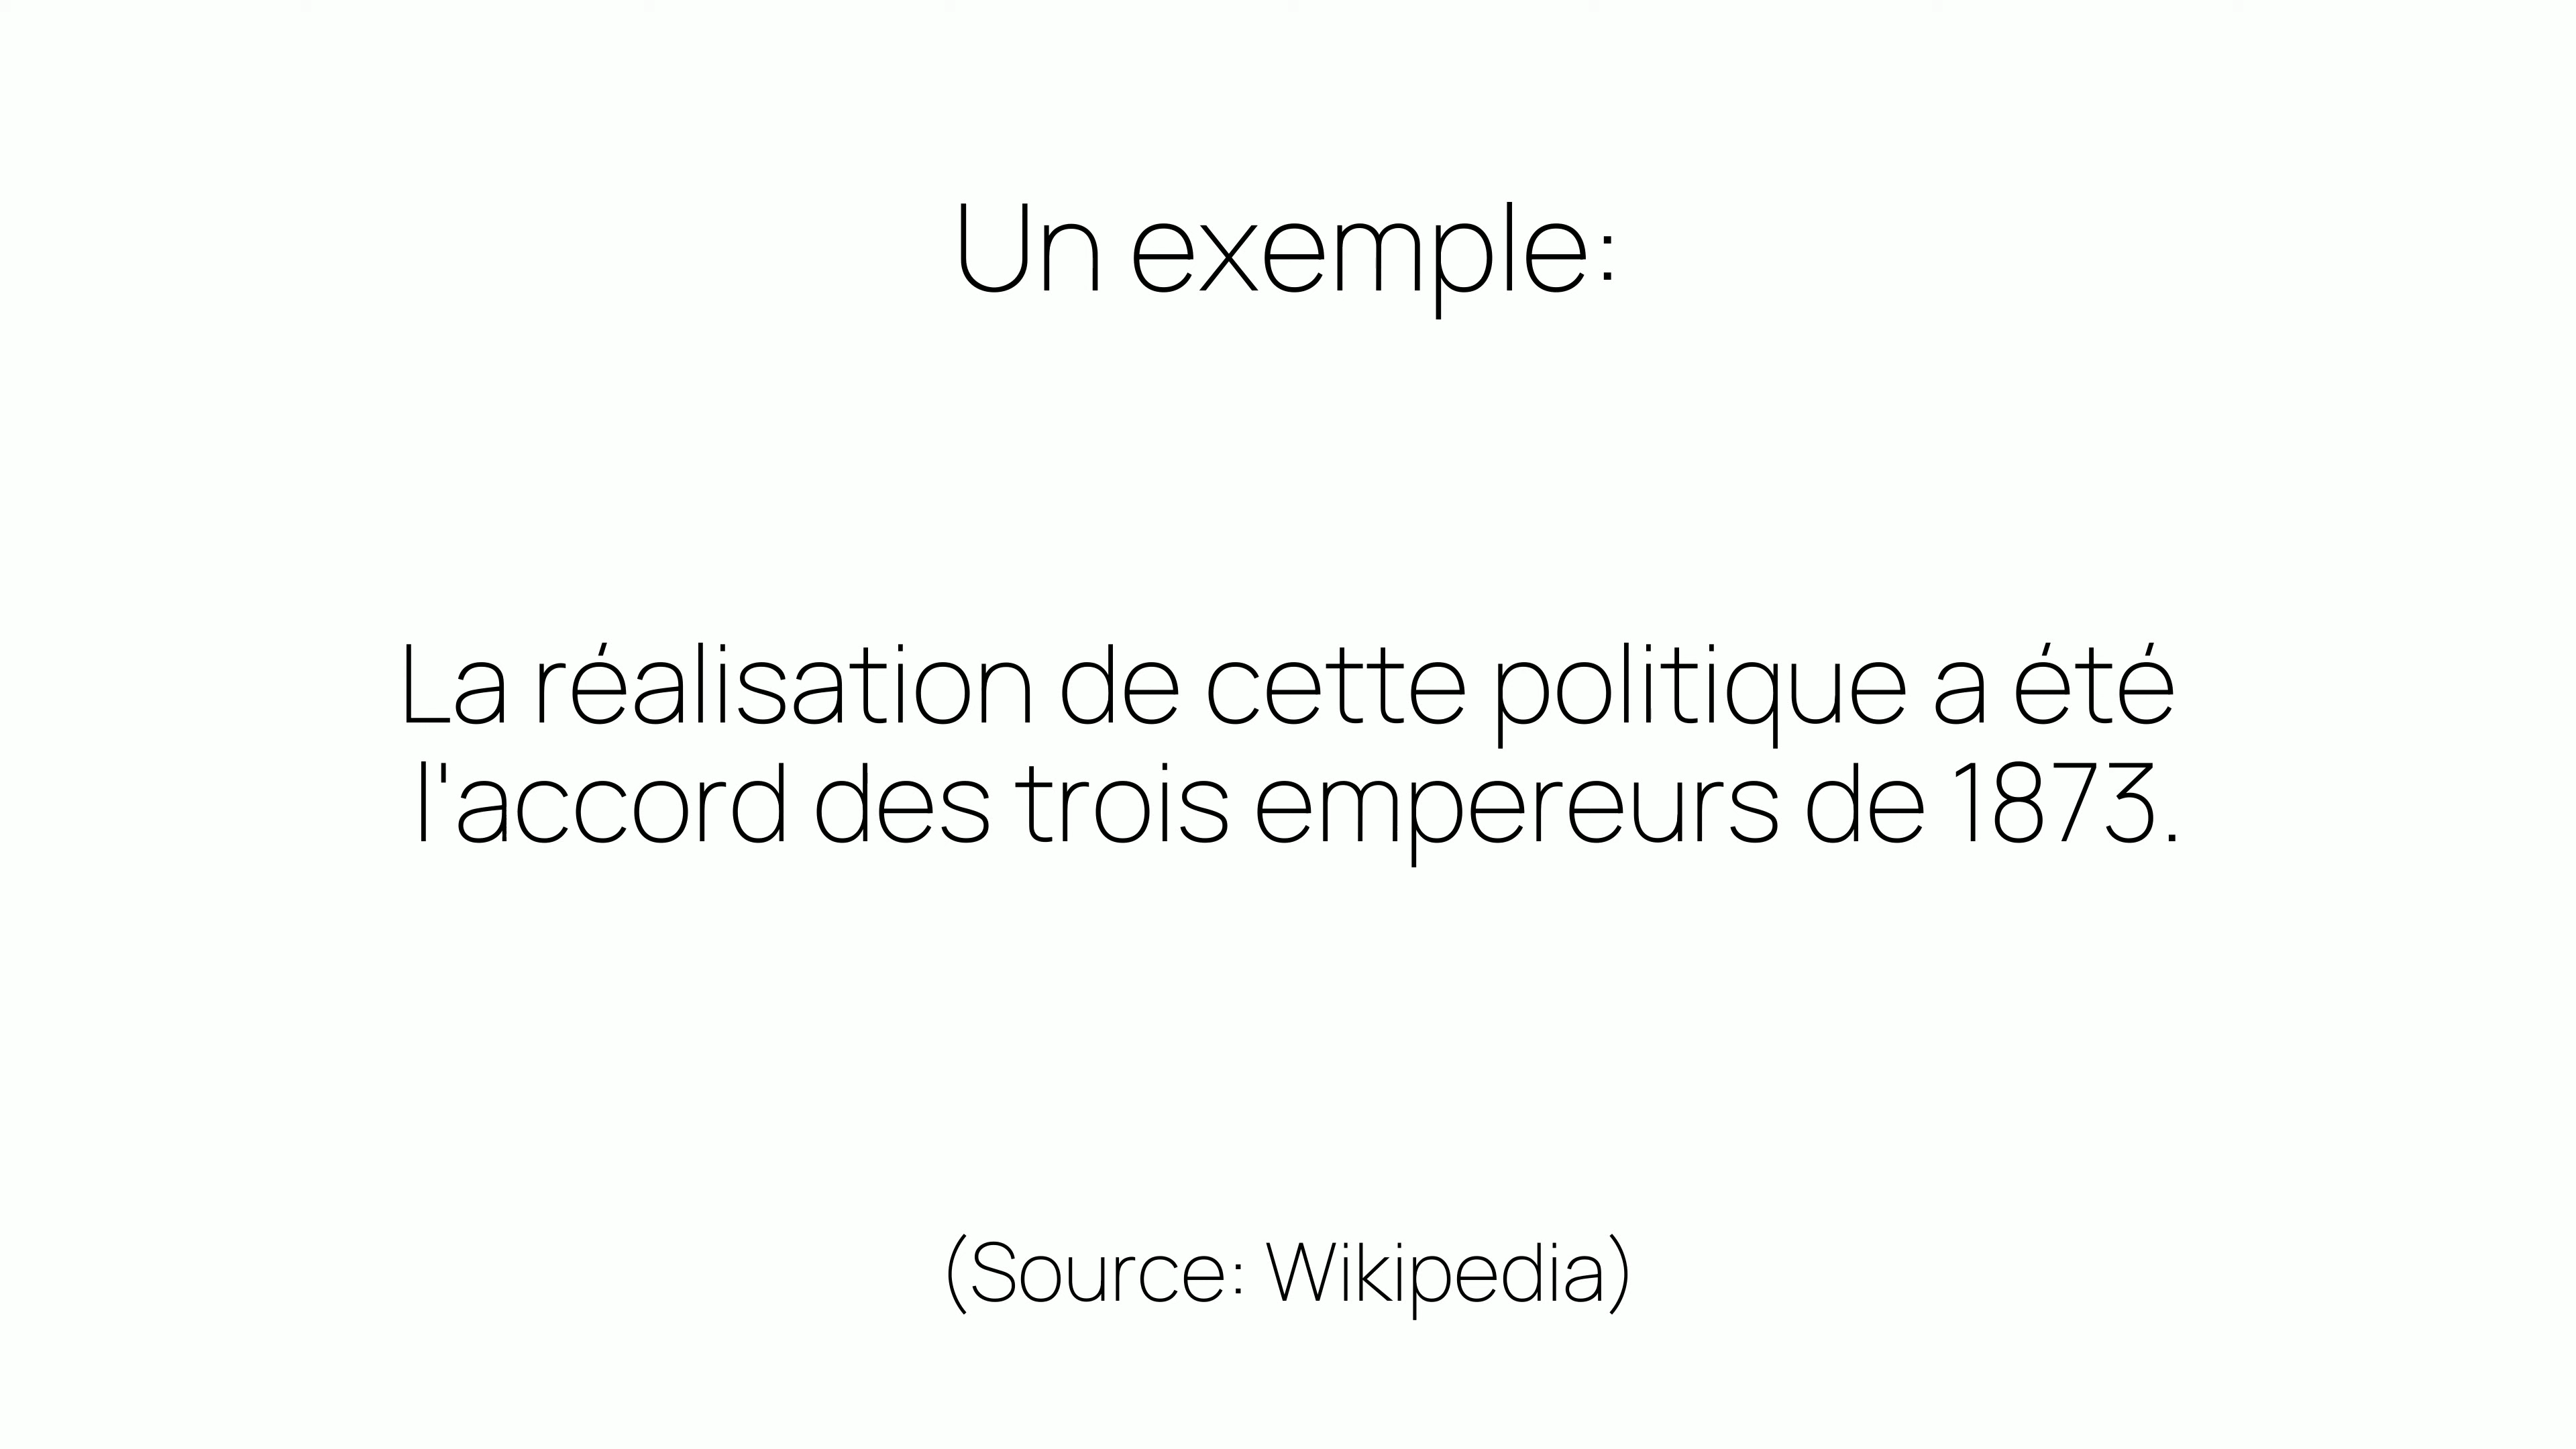 Un exemple:
La réalisation de cette politique a été
l'accord des trois empereurs de 1873.
(Source: Wikipedia)